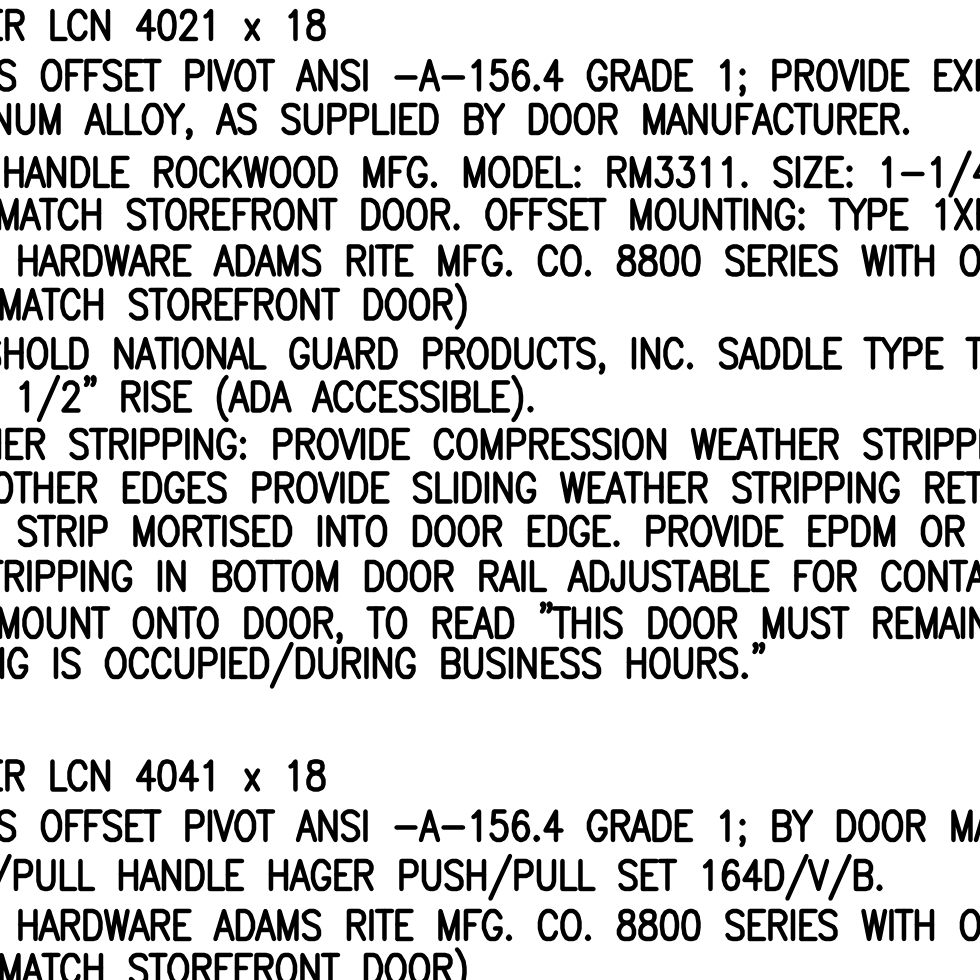 ER LCN 4021 x 18
S OFFSET PIVOT ANSI -A-156.4 GRADE 1; PROVIDE EX
NUM ALLOY, AS SUPPLIED BY DOOR MANUFACTURER.
HANDLE ROCKWOOD MFG. MODEL: RM3311. SIZE: 1-1/4
MATCH STOREFRONT DOOR. OFFSET MOUNTING: TYPE 1X
HARDWARE ADAMS RITE MFG. CO. 8800 SERIES WITH O
MATCH STOREFRONT DOOR)
SHOLD NATIONAL GUARD PRODUCTS, INC. SADDLE TYPE T
1/2" RISE (ADA ACCESSIBLE).
HER STRIPPING: PROVIDE COMPRESSION WEATHER STRIPP
OTHER EDGES PROVIDE SLIDING WEATHER STRIPPING RET
STRIP MORTISED INTO DOOR EDGE. PROVIDE EPDM OR
TRIPPING IN BOTTOM DOOR RAIL ADJUSTABLE FOR CONTA
MOUNT ONTO DOOR, TO READ "THIS DOOR MUST REMAIN
NG IS OCCUPIED/DURING BUSINESS HOURS."
ER LCN 4041 x 18
S OFFSET PIVOT ANSI -A-156.4 GRADE 1; BY DOOR MA
/PULL HANDLE HAGER PUSH/PULL SET 164D/V/B.
HARDWARE ADAMS RITE MFG. CO. 8800 SERIES WITH O
MATCH STOREFRONT DOOR)